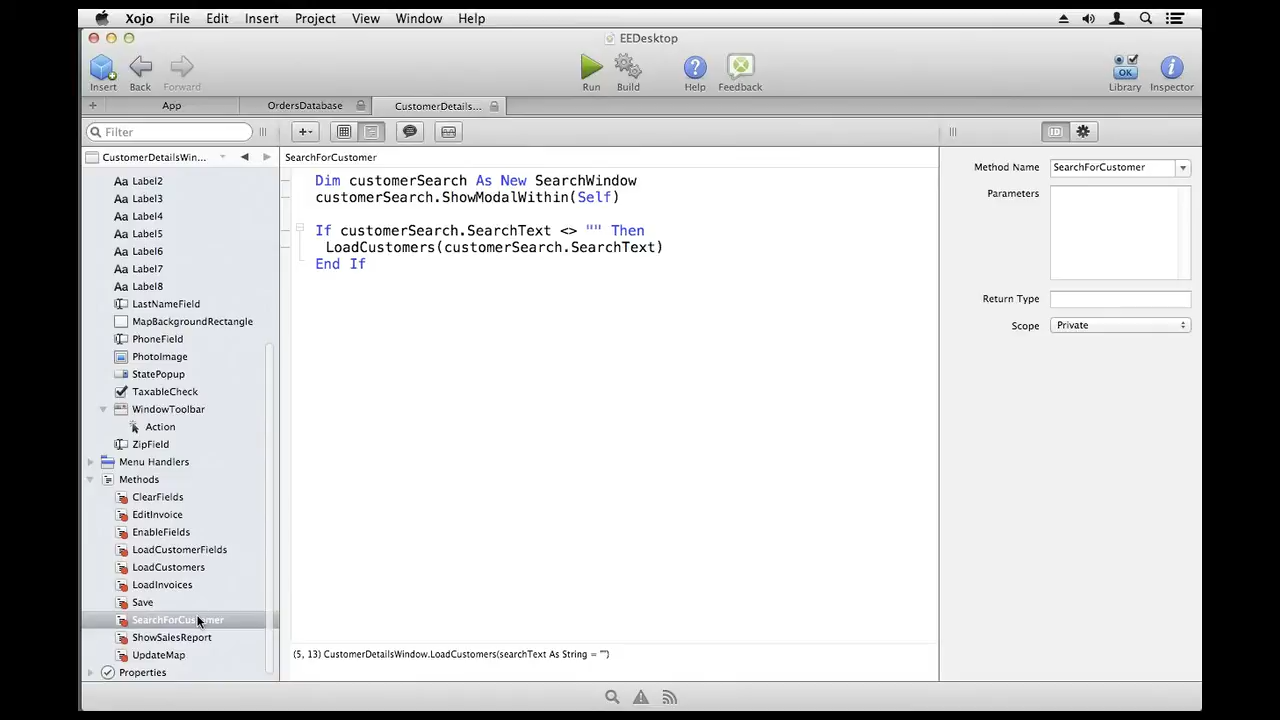 Xojo File Edit Insert Project View Window Help
EEDesktop
Insert Back Forward Run Build Help Feedback OK Library Inspector
App OrdersDatabase CustomerDetails...
Filter
CustomerDetailsWin...
SearchForCustomer
Label2
Label3
Label4
Label5
Label6
Label7
Label8
LastNameField
MapBackgroundRectangle
PhoneField
PhotoImage
StatePopup
TaxableCheck
WindowToolbar
Action
ZipField
Menu Handlers
Methods
ClearFields
EditInvoice
EnableFields
LoadCustomerFields
LoadCustomers
LoadInvoices
Save
SearchForCustomer
ShowSalesReport
UpdateMap
Properties
Dim customerSearch As New SearchWindow
customerSearch.ShowModalWithin(Self)
If customerSearch.SearchText <> "" Then
LoadCustomers(customerSearch.SearchText)
End If
(5, 13) CustomerDetailsWindow.LoadCustomers(searchText As String = "")
ID
Method Name SearchForCustomer
Parameters
Return Type
Scope Private